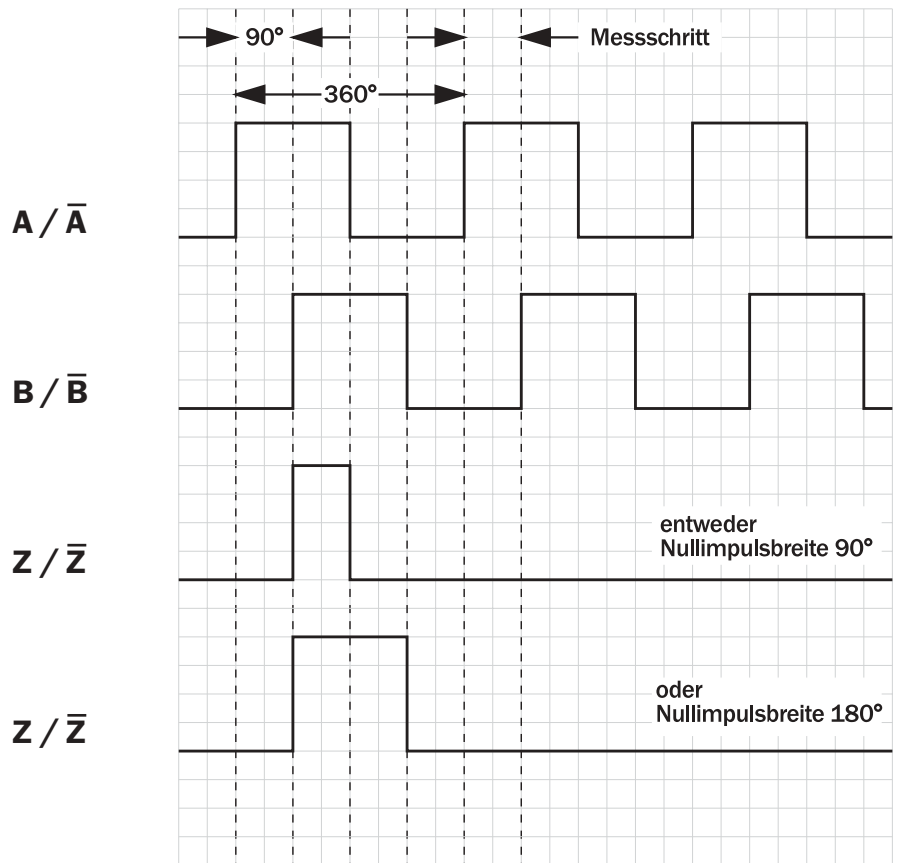 90° Messschritt
360°
A / A̅
B / B̅
Z / Z̅
entweder
Nullimpulsbreite 90°
Z / Z̅
oder
Nullimpulsbreite 180°